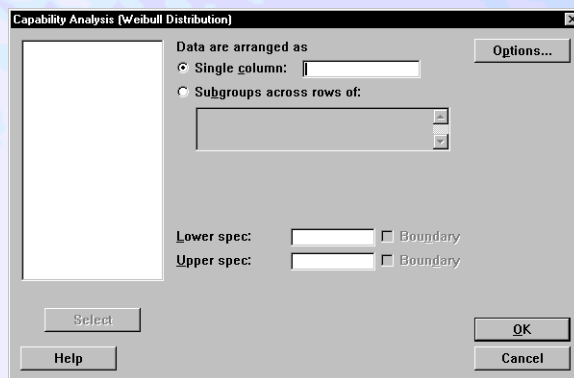 Capability Analysis (Weibull Distribution)
Data are arranged as
Single column:
Subgroups across rows of:
Options...
Lower spec:
Boundary
Upper spec:
Boundary
Select
Help
OK
Cancel